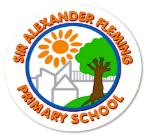 SIR ALEXANDER FLEMING
PRIMARY SCHOOL